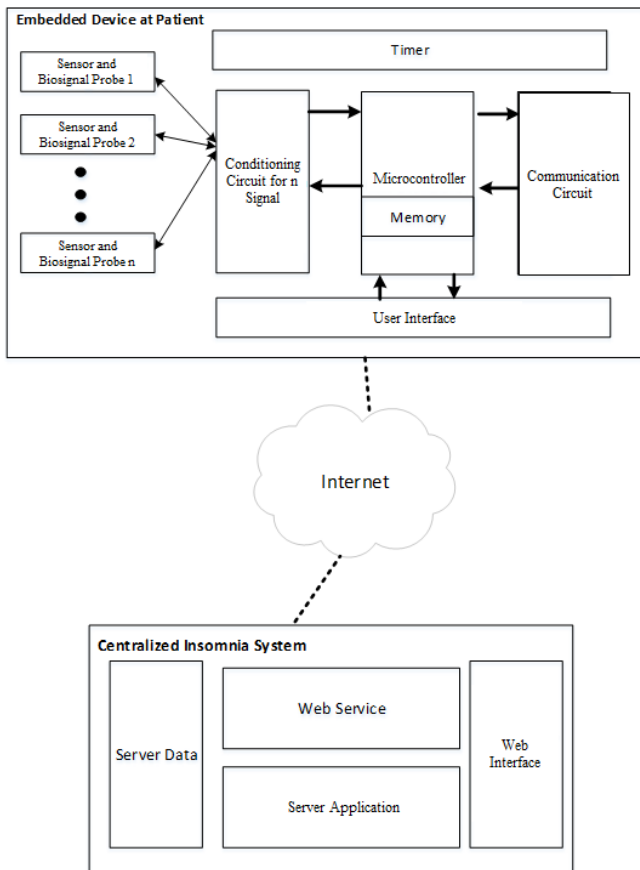 Embedded Device at Patient
Timer
Sensor and
Biosignal Probe 1
Sensor and
Biosignal Probe 2
Sensor and
Biosignal Probe n
Conditioning
Circuit for n
Signal
Microcontroller
Memory
Communication
Circuit
User Interface
Internet
Centralized Insomnia System
Server Data
Web Service
Server Application
Web
Interface